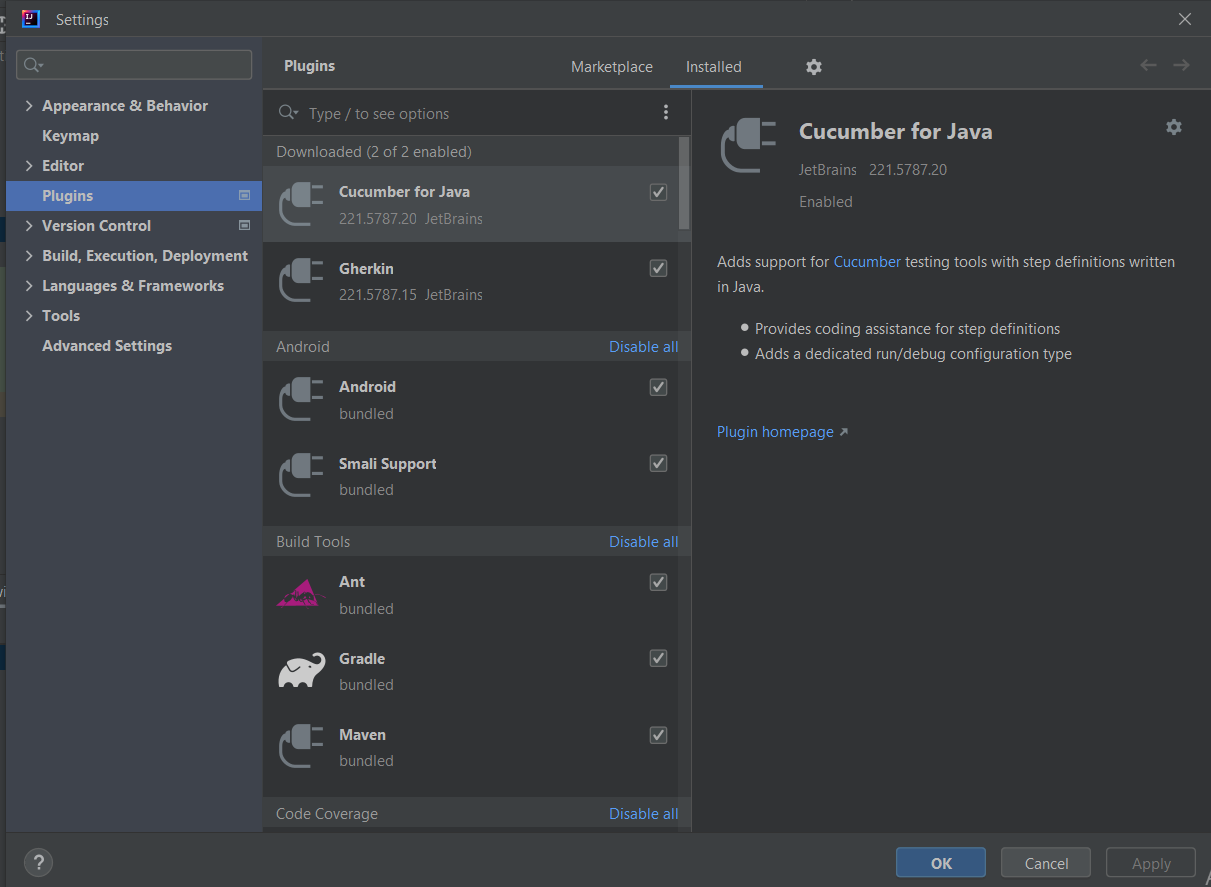 Settings
Plugins
Marketplace
Installed
Appearance & Behavior
Keymap
Editor
Plugins
Version Control
Build, Execution, Deployment
Languages & Frameworks
Tools
Advanced Settings
Type / to see options
Downloaded (2 of 2 enabled)
Cucumber for Java
221.5787.20 JetBrains
Gherkin
221.5787.15 JetBrains
Android Disable all
Android
bundled
Smali Support
bundled
Build Tools Disable all
Ant
bundled
Gradle
bundled
Maven
bundled
Code Coverage Disable all
Cucumber for Java
JetBrains 221.5787.20
Enabled
Adds support for Cucumber testing tools with step definitions written
in Java.
Provides coding assistance for step definitions
Adds a dedicated run/debug configuration type
Plugin homepage
?
OK
Cancel
Apply